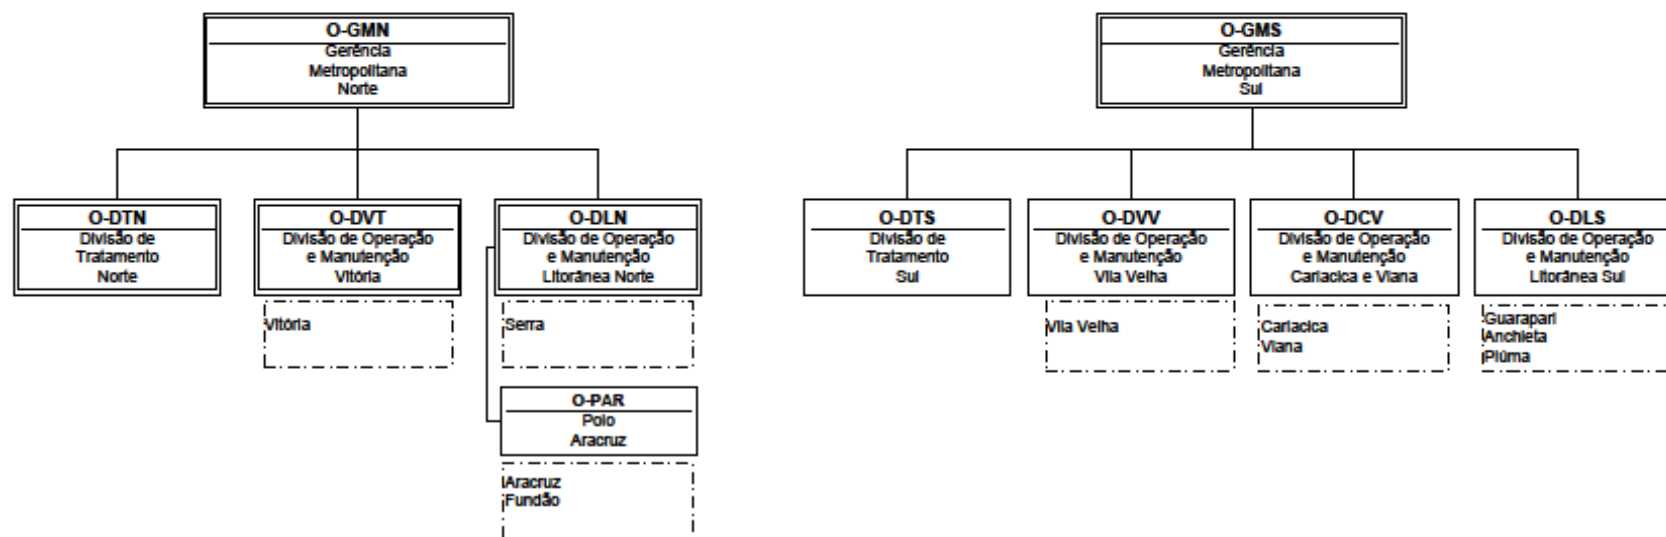 O-GMN
Gerência
Metropolitana
Norte
O-GMS
Gerência
Metropolitana
Sul
O-DTN
Divisão de
Tratamento
Norte
O-DVT
Divisão de Operação
e Manutenção
Vitória
O-DLN
Divisão de Operação
e Manutenção
Litorânea Norte
O-DTS
Divisão de
Tratamento
Sul
O-DVV
Divisão de Operação
e Manutenção
Vila Velha
O-DCV
Divisão de Operação
e Manutenção
Cariacica e Viana
O-DLS
Divisão de Operação
e Manutenção
Litorânea Sul
Vitória
Serra
Vila Velha
Cariacica
Viana
Guarapari
Anchieta
Piúma
O-PAR
Polo
Aracruz
Aracruz
Fundão